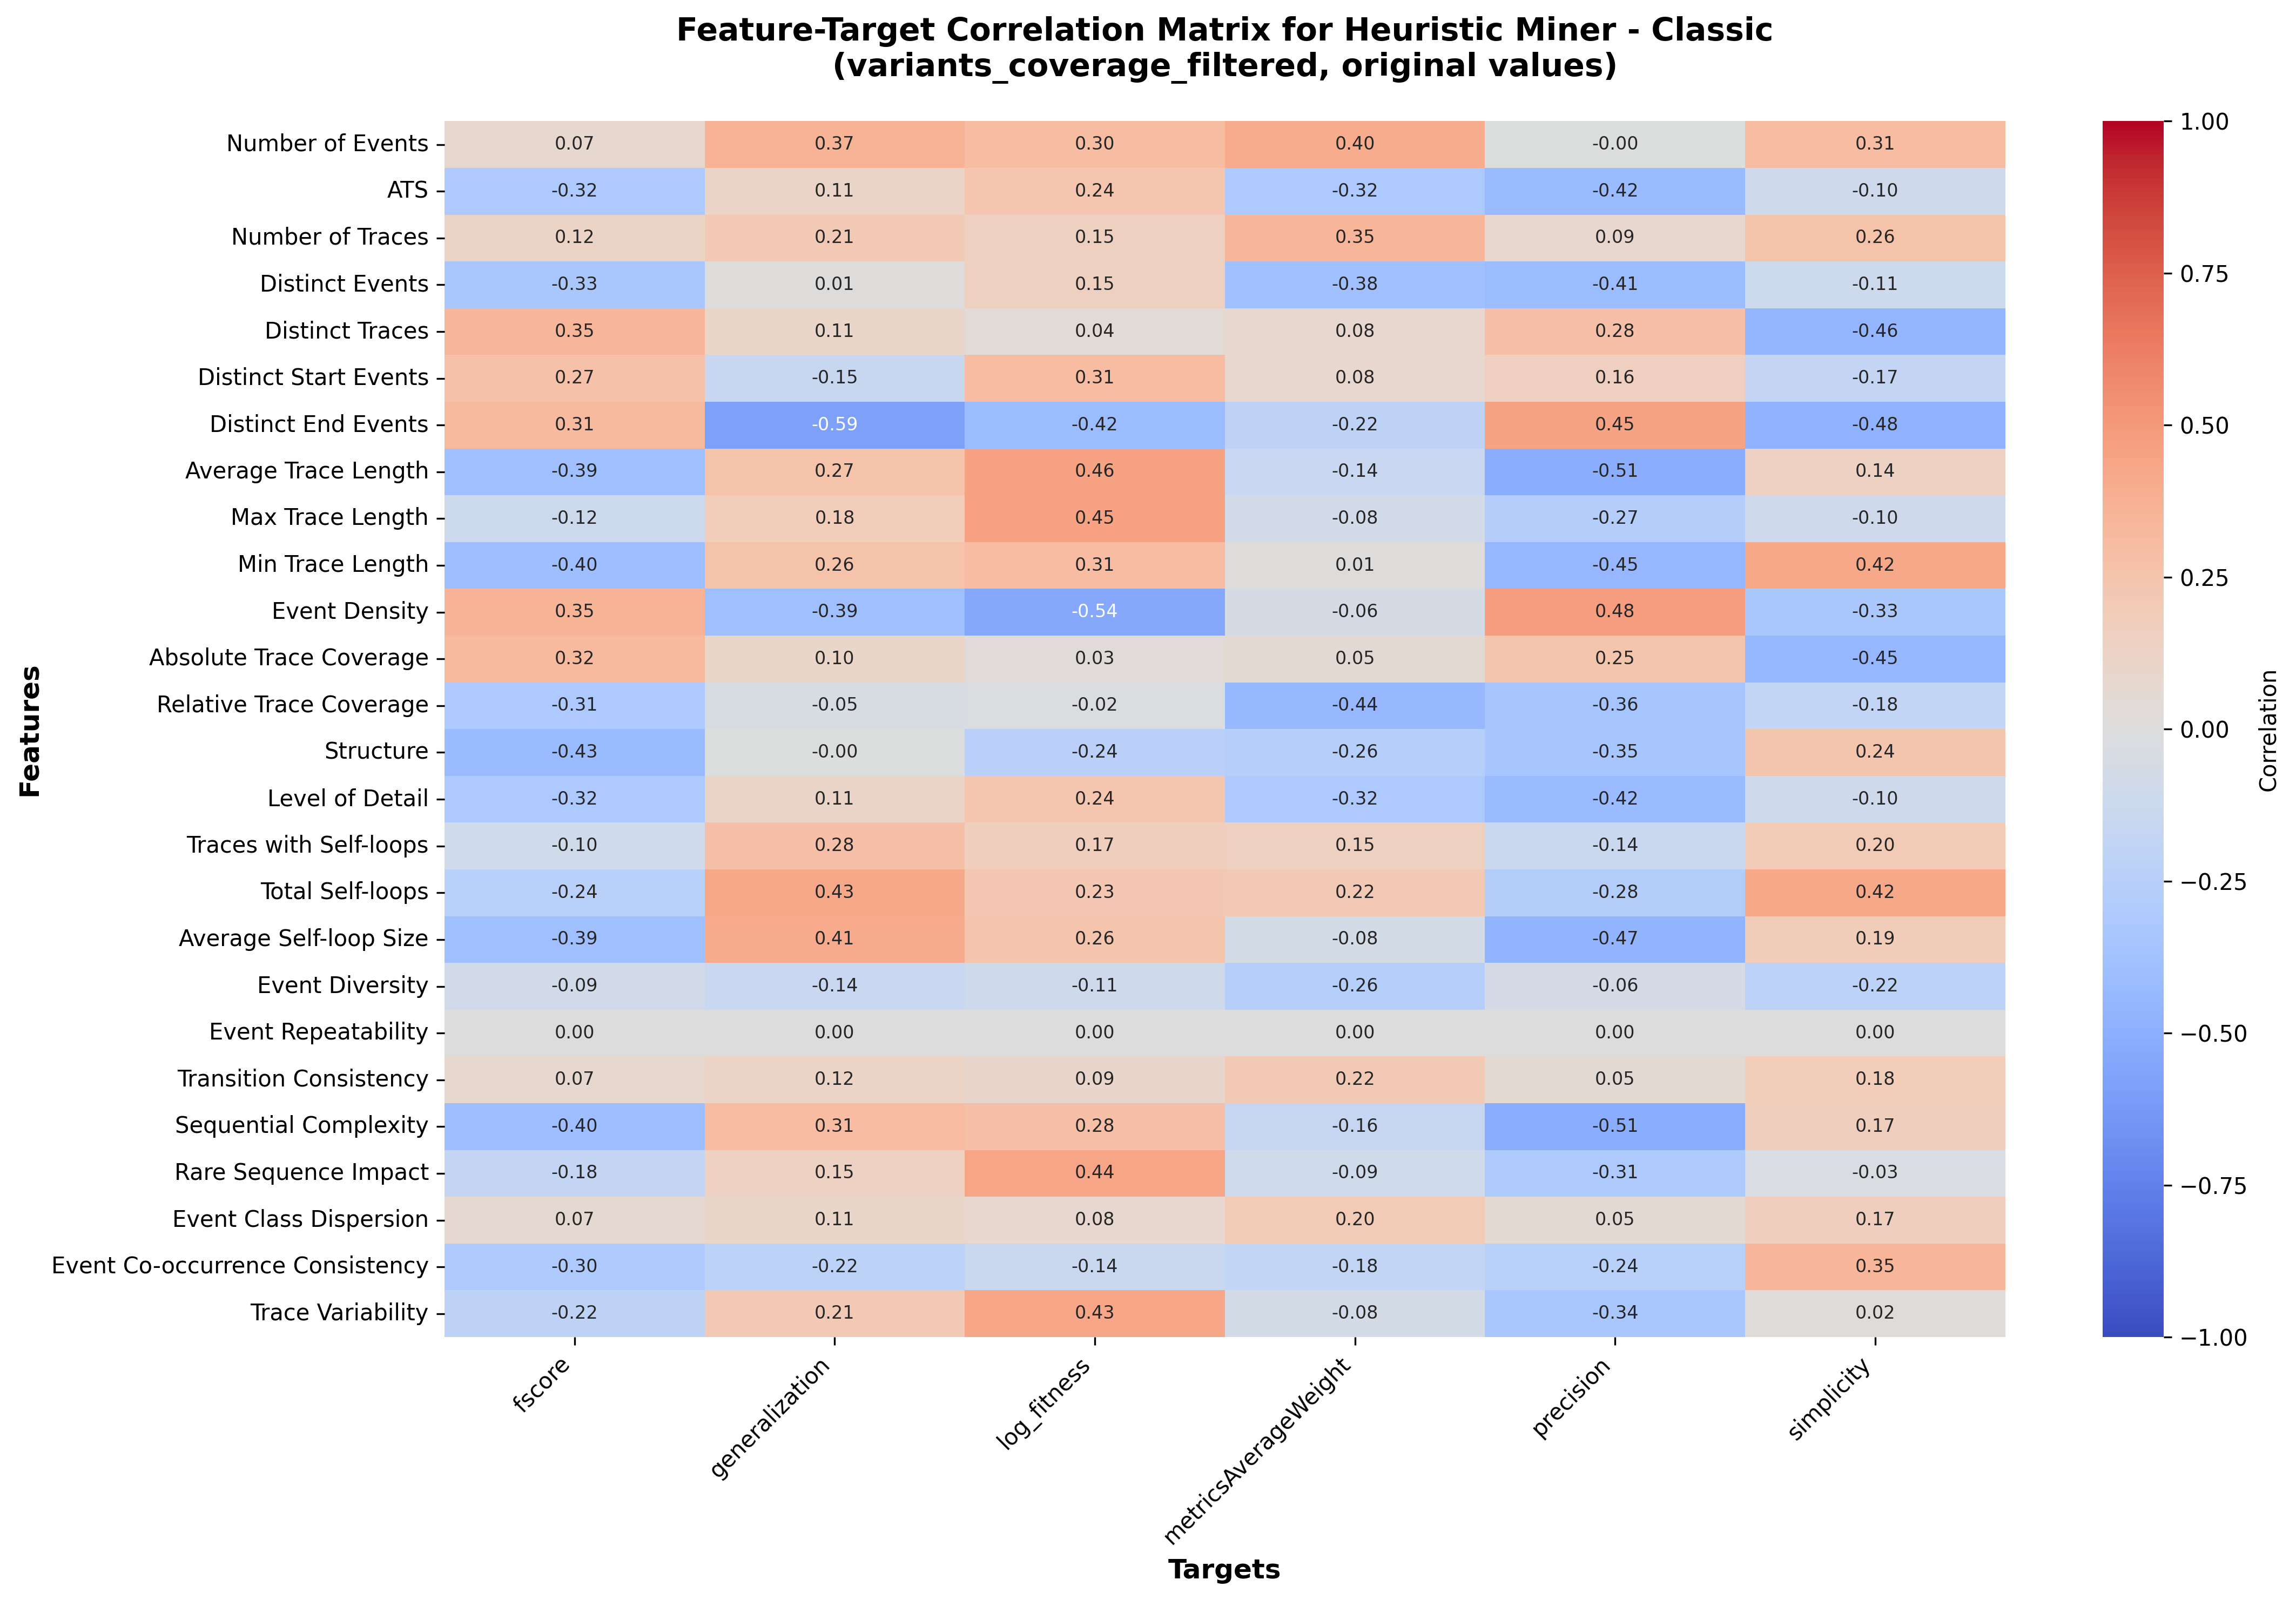 Feature-Target Correlation Matrix for Heuristic Miner - Classic
(variants_coverage_filtered, original values)
Features
Number of Events 0.07 0.37 0.30 0.40 -0.00 0.31
ATS -0.32 0.11 0.24 -0.32 -0.42 -0.10
Number of Traces 0.12 0.21 0.15 0.35 0.09 0.26
Distinct Events -0.33 0.01 0.15 -0.38 -0.41 -0.11
Distinct Traces 0.35 0.11 0.04 0.08 0.28 -0.46
Distinct Start Events 0.27 -0.15 0.31 0.08 0.16 -0.17
Distinct End Events 0.31 -0.59 -0.42 -0.22 0.45 -0.48
Average Trace Length -0.39 0.27 0.46 -0.14 -0.51 0.14
Max Trace Length -0.12 0.18 0.45 -0.08 -0.27 -0.10
Min Trace Length -0.40 0.26 0.31 0.01 -0.45 0.42
Event Density 0.35 -0.39 -0.54 -0.06 0.48 -0.33
Absolute Trace Coverage 0.32 0.10 0.03 0.05 0.25 -0.45
Relative Trace Coverage -0.31 -0.05 -0.02 -0.44 -0.36 -0.18
Structure -0.43 -0.00 -0.24 -0.26 -0.35 0.24
Level of Detail -0.32 0.11 0.24 -0.32 -0.42 -0.10
Traces with Self-loops -0.10 0.28 0.17 0.15 -0.14 0.20
Total Self-loops -0.24 0.43 0.23 0.22 -0.28 0.42
Average Self-loop Size -0.39 0.41 0.26 -0.08 -0.47 0.19
Event Diversity -0.09 -0.14 -0.11 -0.26 -0.06 -0.22
Event Repeatability 0.00 0.00 0.00 0.00 0.00 0.00
Transition Consistency 0.07 0.12 0.09 0.22 0.05 0.18
Sequential Complexity -0.40 0.31 0.28 -0.16 -0.51 0.17
Rare Sequence Impact -0.18 0.15 0.44 -0.09 -0.31 -0.03
Event Class Dispersion 0.07 0.11 0.08 0.20 0.05 0.17
Event Co-occurrence Consistency -0.30 -0.22 -0.14 -0.18 -0.24 0.35
Trace Variability -0.22 0.21 0.43 -0.08 -0.34 0.02
fscore generalization log_fitness metricsAverageWeight precision simplicity
Targets
1.00
0.75
0.50
0.25
0.00
−0.25
−0.50
−0.75
−1.00
Correlation